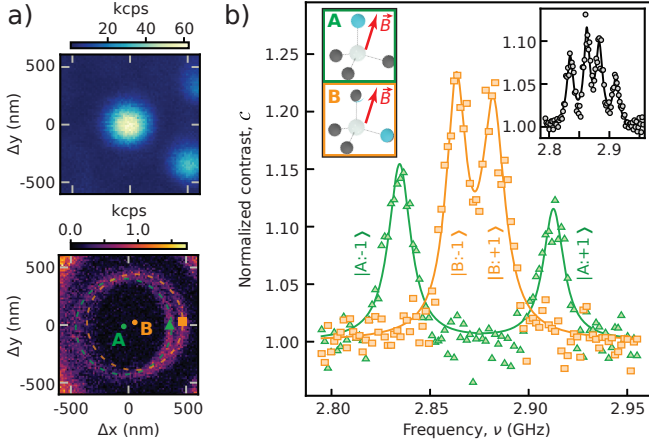 a)
kcps
20 40 60
500
0
-500
Δy (nm)
kcps
0.0 1.0
500
0
-500
Δy (nm)
A B
-500 0 500
Δx (nm)
b)
Normalized contrast, C
1.25
1.20
1.15
1.10
1.05
1.00
A
B
B
B
1.10
1.05
1.00
2.8 2.9
|A:-1⟩
|B:-1⟩
|B:+1⟩
|A:+1⟩
2.80 2.85 2.90 2.95
Frequency, ν (GHz)